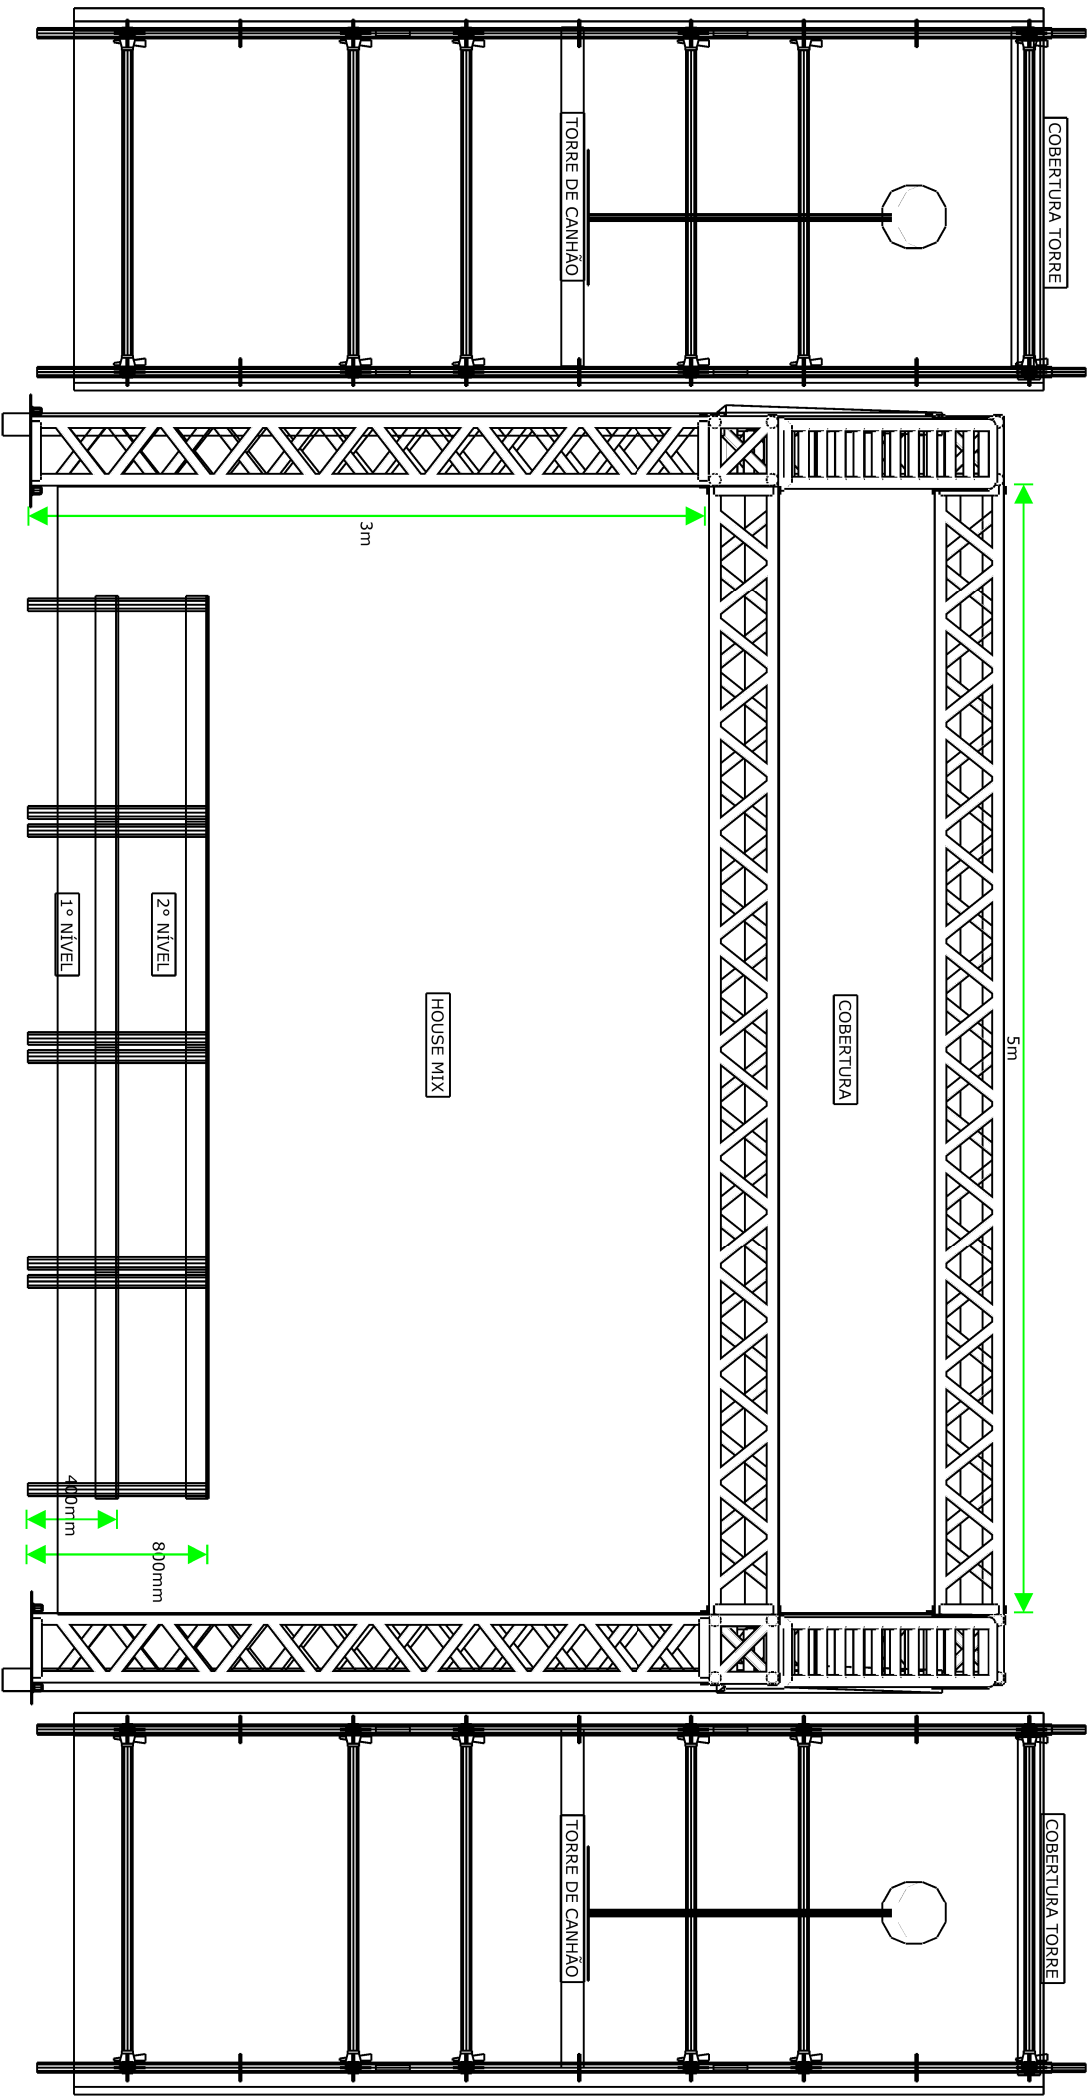 COBERTURA TORRE
COBERTURA TORRE
5m
COBERTURA
TORRE DE CANHÃO
TORRE DE CANHÃO
HOUSE MIX
3m
2° NÍVEL
800mm
1° NÍVEL
400mm